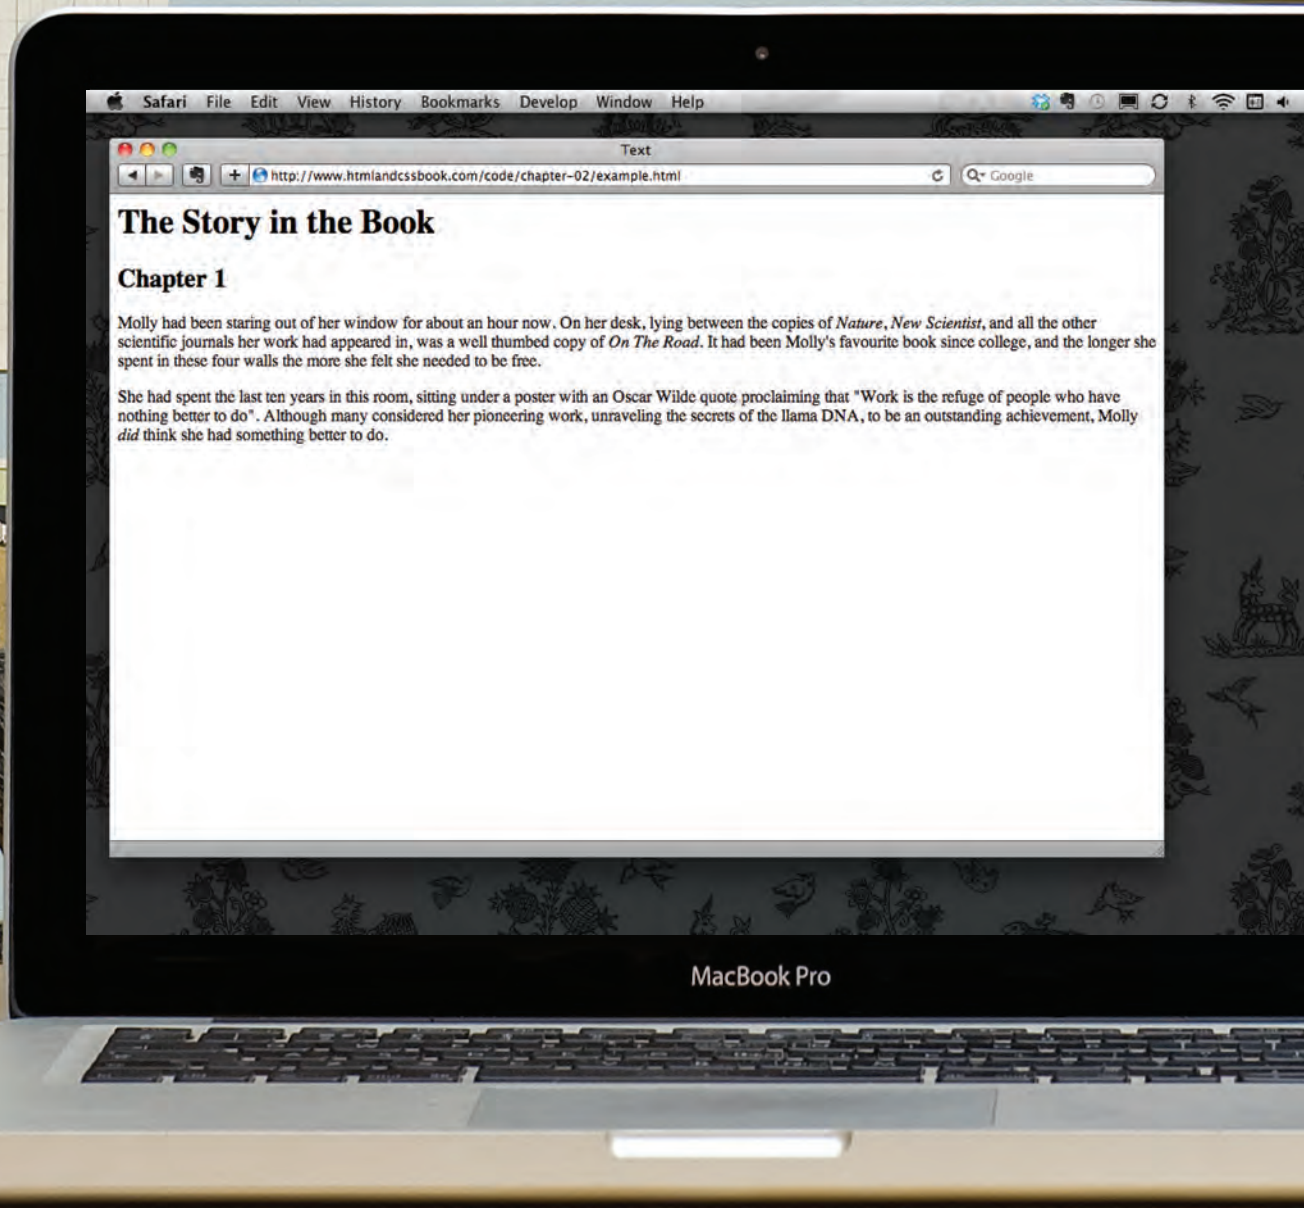 Safari File Edit View History Bookmarks Develop Window Help
Text
http://www.htmlandcssbook.com/code/chapter-02/example.html
Google
The Story in the Book
Chapter 1
Molly had been staring out of her window for about an hour now. On her desk, lying between the copies of Nature, New Scientist, and all the other
scientific journals her work had appeared in, was a well thumbed copy of On The Road. It had been Molly's favourite book since college, and the longer she
spent in these four walls the more she felt she needed to be free.
She had spent the last ten years in this room, sitting under a poster with an Oscar Wilde quote proclaiming that "Work is the refuge of people who have
nothing better to do". Although many considered her pioneering work, unraveling the secrets of the llama DNA, to be an outstanding achievement, Molly
did think she had something better to do.
MacBook Pro